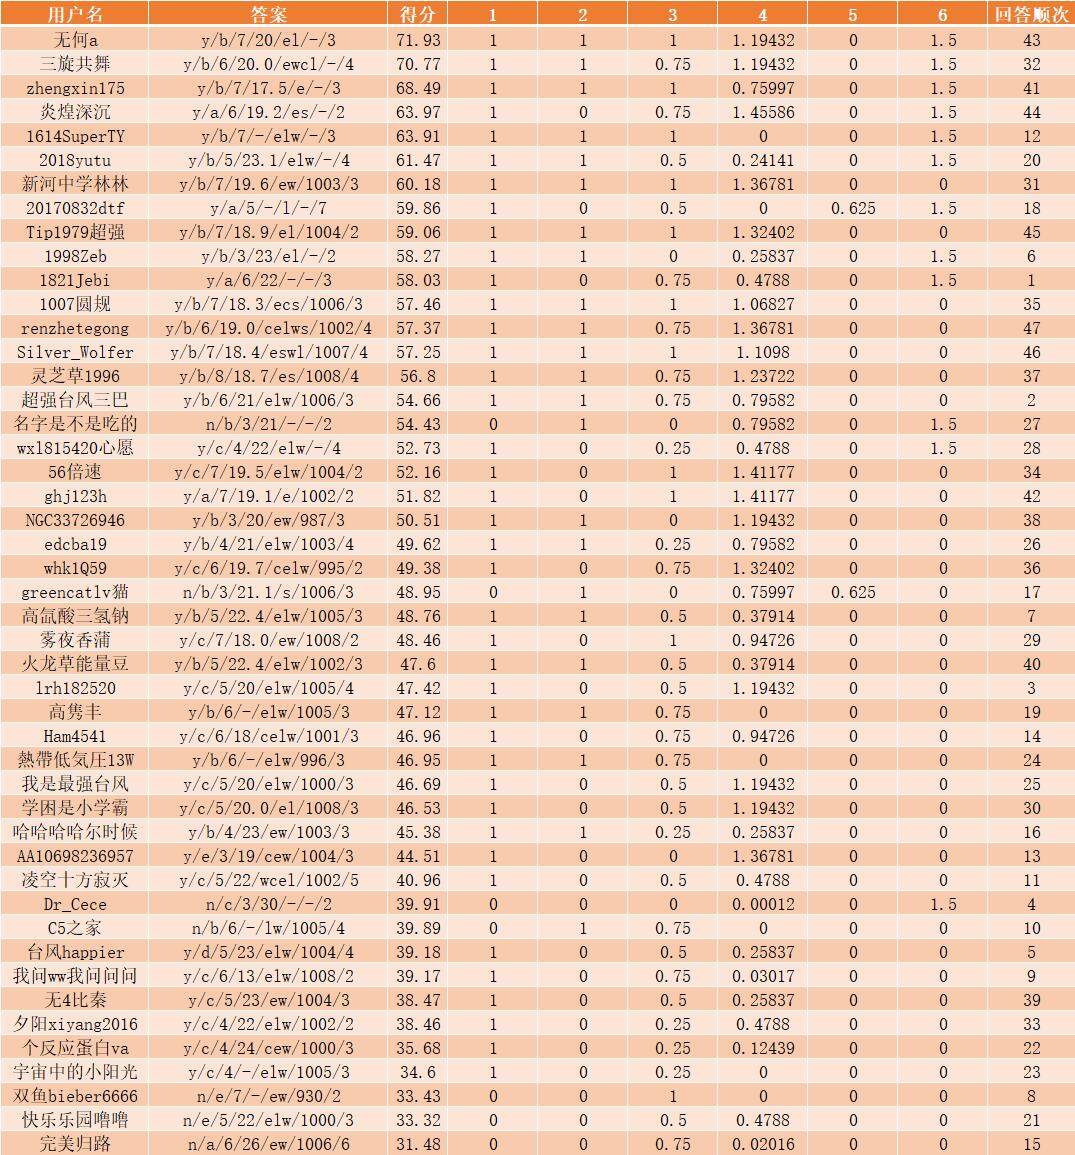 用户名 答案 得分 1 2 3 4 5 6 回答顺次
无何a y/b/7/20/el/-/3 71.93 1 1 1 1.19432 0 1.5 43
三旋共舞 y/b/6/20.0/ewcl/-/4 70.77 1 1 0.75 1.19432 0 1.5 32
zhengxin175 y/b/7/17.5/e/-/3 68.49 1 1 1 0.75997 0 1.5 41
炎煌深沉 y/a/6/19.2/es/-/2 63.97 1 0 0.75 1.45586 0 1.5 44
1614SuperTY y/b/7/-/elw/-/3 63.91 1 1 1 0 0 1.5 12
2018yutu y/b/5/23.1/elw/-/4 61.47 1 1 0.5 0.24141 0 1.5 20
新河中学林林 y/b/7/19.6/ew/1003/3 60.18 1 1 1 1.36781 0 0 31
20170832dtf y/a/5/-/l/-/7 59.86 1 0 0.5 0 0.625 1.5 18
Tip1979超强 y/b/7/18.9/el/1004/2 59.06 1 1 1 1.32402 0 0 45
1998Zeb y/b/3/23/el/-/2 58.27 1 1 0 0.25837 0 1.5 6
1821Jebi y/a/6/22/-/-/3 58.03 1 0 0.75 0.4788 0 1.5 1
1007圆规 y/b/7/18.3/ecs/1006/3 57.46 1 1 1 1.06827 0 0 35
renzhetegong y/b/6/19.0/celws/1002/4 57.37 1 1 0.75 1.36781 0 0 47
Silver_Wolfer y/b/7/18.4/eswl/1007/4 57.25 1 1 1 1.1098 0 0 46
灵芝草1996 y/b/8/18.7/es/1008/4 56.8 1 1 0.75 1.23722 0 0 37
超强台风三巴 y/b/6/21/elw/1006/3 54.66 1 1 0.75 0.79582 0 0 2
名字是不是吃的 n/b/3/21/-/-/2 54.43 0 1 0 0.79582 0 1.5 27
wxl815420心愿 y/c/4/22/elw/-/4 52.73 1 0 0.25 0.4788 0 1.5 28
56倍速 y/c/7/19.5/elw/1004/2 52.16 1 0 1 1.41177 0 0 34
ghj123h y/a/7/19.1/e/1002/2 51.82 1 0 1 1.41177 0 0 42
NGC33726946 y/b/3/20/ew/987/3 50.51 1 1 0 1.19432 0 0 38
edcba19 y/b/4/21/elw/1003/4 49.62 1 1 0.25 0.79582 0 0 26
whk1Q59 y/c/6/19.7/celw/995/2 49.38 1 0 0.75 1.32402 0 0 36
greencatlv猫 n/b/3/21.1/s/1006/3 48.95 0 1 0 0.75997 0.625 0 17
高氙酸三氢钠 y/b/5/22.4/elw/1005/3 48.76 1 1 0.5 0.37914 0 0 7
雾夜香蒲 y/c/7/18.0/ew/1008/2 48.46 1 0 1 0.94726 0 0 29
火龙草能量豆 y/b/5/22.4/elw/1002/3 47.6 1 1 0.5 0.37914 0 0 40
lrh182520 y/c/5/20/elw/1005/4 47.42 1 0 0.5 1.19432 0 0 3
高隽丰 y/b/6/-/elw/1005/3 47.12 1 1 0.75 0 0 0 19
Ham4541 y/c/6/18/celw/1001/3 46.96 1 0 0.75 0.94726 0 0 14
熱帶低気圧13W y/b/6/-/elw/996/3 46.95 1 1 0.75 0 0 0 24
我是最强台风 y/c/5/20/elw/1000/3 46.69 1 0 0.5 1.19432 0 0 25
学困是小学霸 y/c/5/20.0/el/1008/3 46.53 1 0 0.5 1.19432 0 0 30
哈哈哈哈尔时候 y/b/4/23/ew/1003/3 45.38 1 1 0.25 0.25837 0 0 16
AA10698236957 y/e/3/19/cew/1004/3 44.51 1 0 0 1.36781 0 0 13
凌空十方寂灭 y/c/5/22/wcel/1002/5 40.96 1 0 0.5 0.4788 0 0 11
Dr_Cece n/c/3/30/-/-/2 39.91 0 0 0 0.00012 0 1.5 4
C5之家 n/b/6/-/lw/1005/4 39.89 0 1 0.75 0 0 0 10
台风happier y/d/5/23/elw/1004/4 39.18 1 0 0.5 0.25837 0 0 5
我问ww我问问问 y/c/6/13/elw/1008/2 39.17 1 0 0.75 0.03017 0 0 9
无4比秦 y/c/5/23/ew/1004/3 38.47 1 0 0.5 0.25837 0 0 39
夕阳xiyang2016 y/c/4/22/elw/1002/2 38.46 1 0 0.25 0.4788 0 0 33
个反应蛋白va y/c/4/24/cew/1000/3 35.68 1 0 0.25 0.12439 0 0 22
宇宙中的小阳光 y/c/4/-/elw/1005/3 34.6 1 0 0.25 0 0 0 23
双鱼bieber6666 n/e/7/-/ew/930/2 33.43 0 0 1 0 0 0 8
快乐乐园噜噜 n/e/5/22/elw/1000/3 33.32 0 0 0.5 0.4788 0 0 21
完美归路 n/a/6/26/ew/1006/6 31.48 0 0 0.75 0.02016 0 0 15